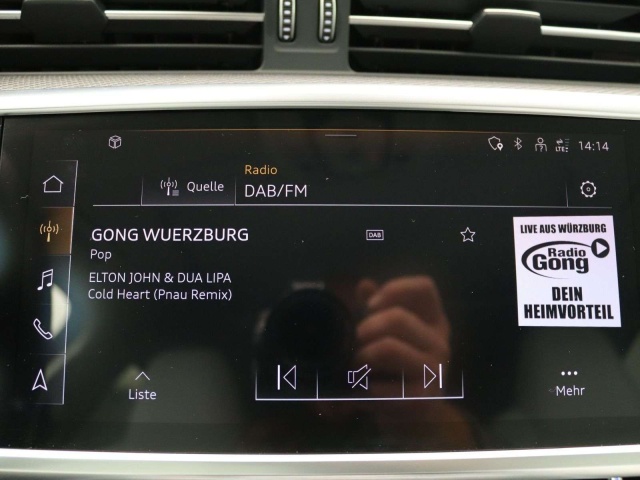 LTE
14:14
Radio
Quelle
DAB/FM
GONG WUERZBURG
DAB
Pop
ELTON JOHN & DUA LIPA
Cold Heart (Pnau Remix)
LIVE AUS WÜRZBURG
Radio
Gong
DEIN
HEIMVORTEIL
Liste
Mehr